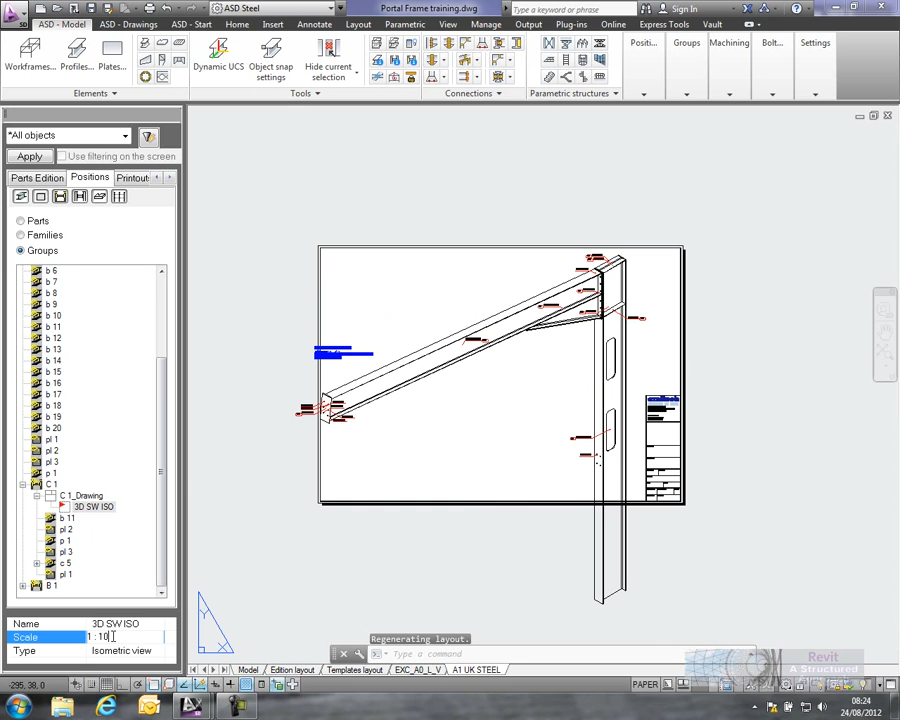 ASD Steel
Portal Frame training.dwg
Type a keyword or phrase
Sign In
ASD - Model
ASD - Drawings
ASD - Start
Home
Insert
Annotate
Layout
Parametric
View
Manage
Output
Plug-ins
Online
Express Tools
Vault
Workframes...
Profiles...
Plates...
Dynamic UCS
Object snap settings
Hide current selection
Positi...
Groups
Machining
Bolt...
Settings
Elements
Tools
Connections
Parametric structures
*All objects
Apply
Use filtering on the screen
Parts Edition
Positions
Printout
Parts
Families
Groups
b 6
b 7
b 8
b 9
b 10
b 11
b 12
b 13
b 14
b 15
b 16
b 17
b 18
b 19
b 20
pl 1
pl 2
pl 3
p 1
C 1
C 1_Drawing
3D SW ISO
b 11
pl 2
p 1
pl 3
c 5
pl 1
B 1
Name 3D SW ISO
Scale 1 : 10
Type Isometric view
Y
X
Regenerating layout.
Type a command
Model
Edition layout
Templates layout
EXC_A0_L_V
A1 UK STEEL
-295, 38, 0
PAPER
Revit
A Structured
08:24
24/08/2012